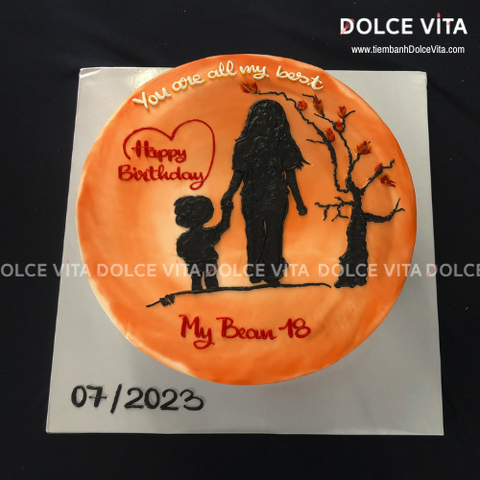 DOLCE VITA
www.tiembanhDolceVita.com
You are all my best
Happy
Birthday
DOLCE VITA DOLCE VITA DOLCE VITA DOLCE VITA DOLCE
My Bean 18
07/2023